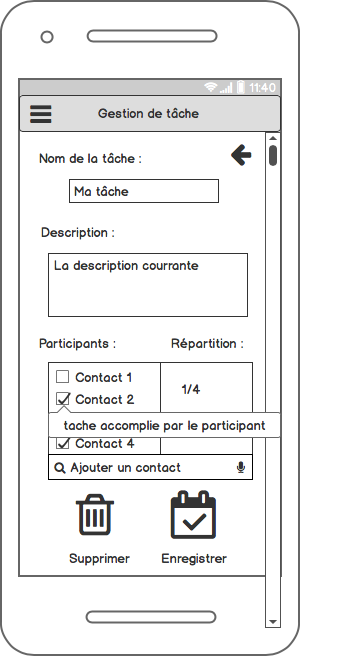 11:40
Gestion de tâche
Nom de la tâche :
Ma tâche
Description :
La description courrante
Participants :
Répartition :
Contact 1
1/4
Contact 2
tache accomplie par le participant
Contact 4
Ajouter un contact
Supprimer
Enregistrer